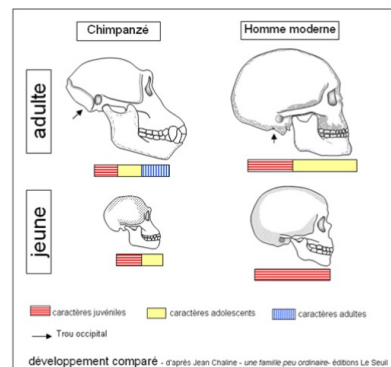 Chimpanzé
Homme moderne
adulte
jeune
caractères juvéniles
caractères adolescents
caractères adultes
Trou occipital
développement comparé - d'après Jean Chaline - une famille peu ordinaire- éditions Le Seuil